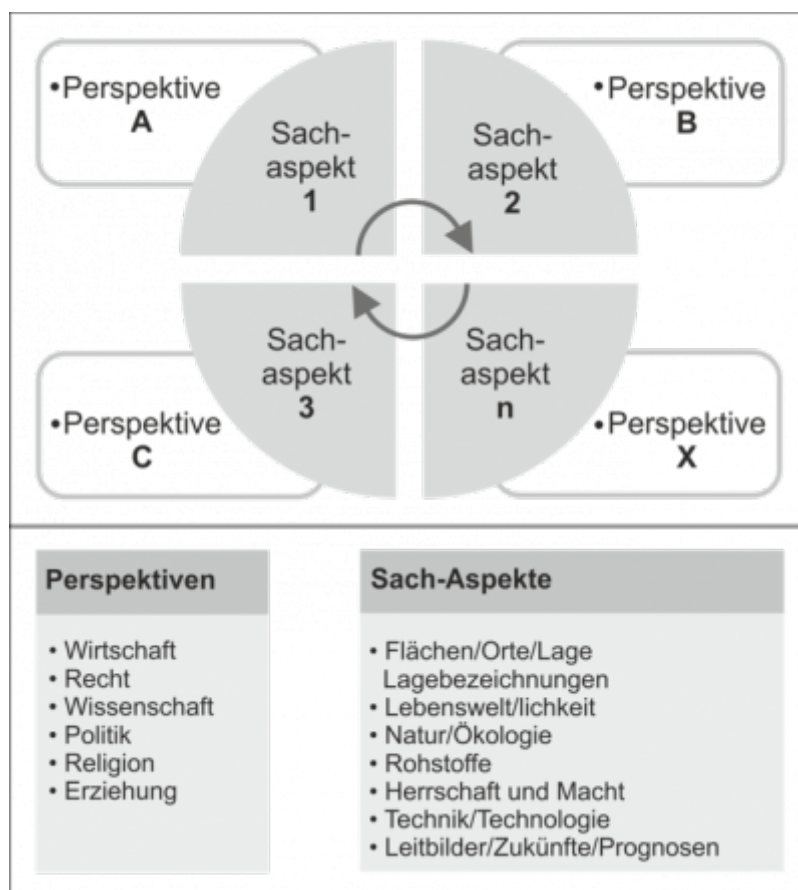 •Perspektive
A
Sach-
aspekt
1
Sach-
aspekt
2
•Perspektive
B
•Perspektive
C
Sach-
aspekt
3
Sach-
aspekt
n
•Perspektive
X
Perspektiven
• Wirtschaft
• Recht
• Wissenschaft
• Politik
• Religion
• Erziehung
Sach-Aspekte
• Flächen/Orte/Lage
Lagebezeichnungen
• Lebenswelt/lichkeit
• Natur/Ökologie
• Rohstoffe
• Herrschaft und Macht
• Technik/Technologie
• Leitbilder/Zukünfte/Prognosen